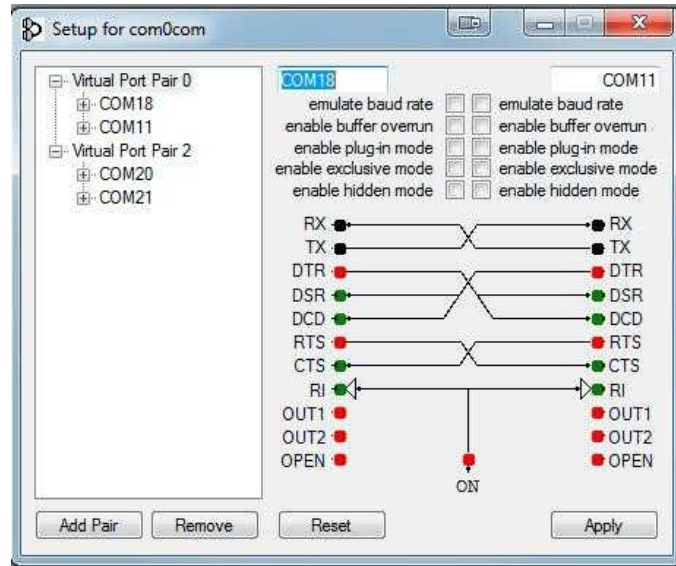 Setup for com0com
Virtual Port Pair 0
COM18
COM11
Virtual Port Pair 2
COM20
COM21
COM18 COM11
emulate baud rate emulate baud rate
enable buffer overrun enable buffer overrun
enable plug-in mode enable plug-in mode
enable exclusive mode enable exclusive mode
enable hidden mode enable hidden mode
RX RX
TX TX
DTR DTR
DSR DSR
DCD DCD
RTS RTS
CTS CTS
RI RI
OUT1 OUT1
OUT2 OUT2
OPEN OPEN
ON
Add Pair Remove Reset Apply